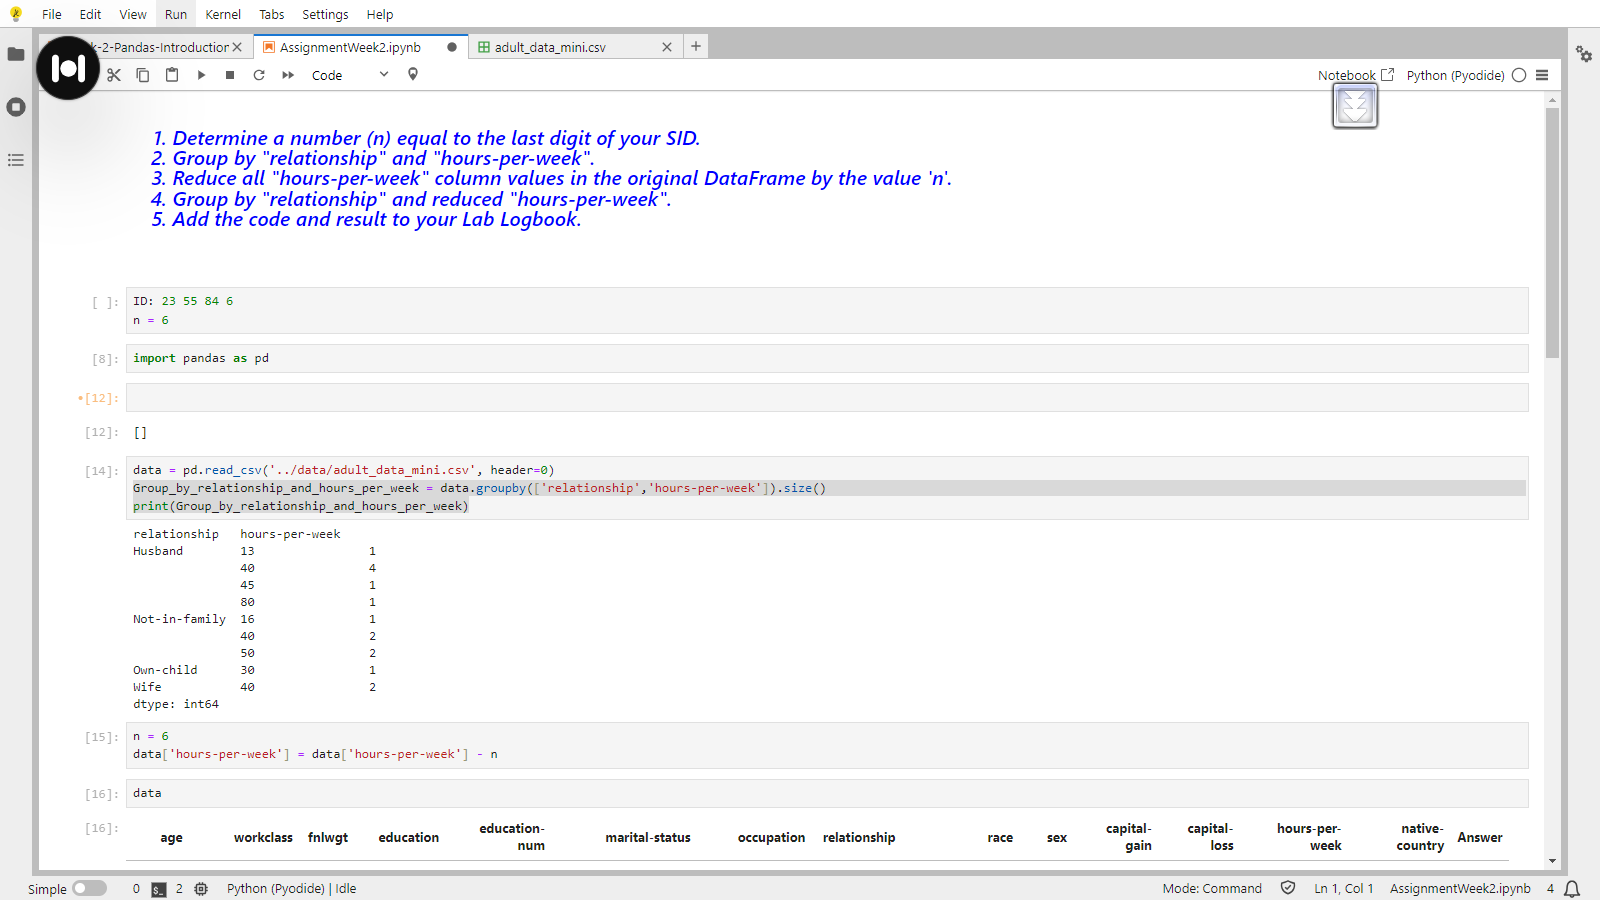 File Edit View Run Kernel Tabs Settings Help
k-2-Pandas-Introduction AssignmentWeek2.ipynb adult_data_mini.csv
Code Notebook Python (Pyodide)
1. Determine a number (n) equal to the last digit of your SID.
2. Group by "relationship" and "hours-per-week".
3. Reduce all "hours-per-week" column values in the original DataFrame by the value 'n'.
4. Group by "relationship" and reduced "hours-per-week".
5. Add the code and result to your Lab Logbook.
[ ]: ID: 23 55 84 6
n = 6
[8]: import pandas as pd
•[12]:
[12]: []
[14]: data = pd.read_csv('../data/adult_data_mini.csv', header=0)
Group_by_relationship_and_hours_per_week = data.groupby(['relationship','hours-per-week']).size()
print(Group_by_relationship_and_hours_per_week)
relationship hours-per-week
Husband 13 1
40 4
45 1
80 1
Not-in-family 16 1
40 2
50 2
Own-child 30 1
Wife 40 2
dtype: int64
[15]: n = 6
data['hours-per-week'] = data['hours-per-week'] - n
[16]: data
[16]: age workclass fnlwgt education education-num marital-status occupation relationship race sex capital-gain capital-loss hours-per-week native-country Answer
Simple 0 $_ 2 Python (Pyodide) | Idle Mode: Command Ln 1, Col 1 AssignmentWeek2.ipynb 4